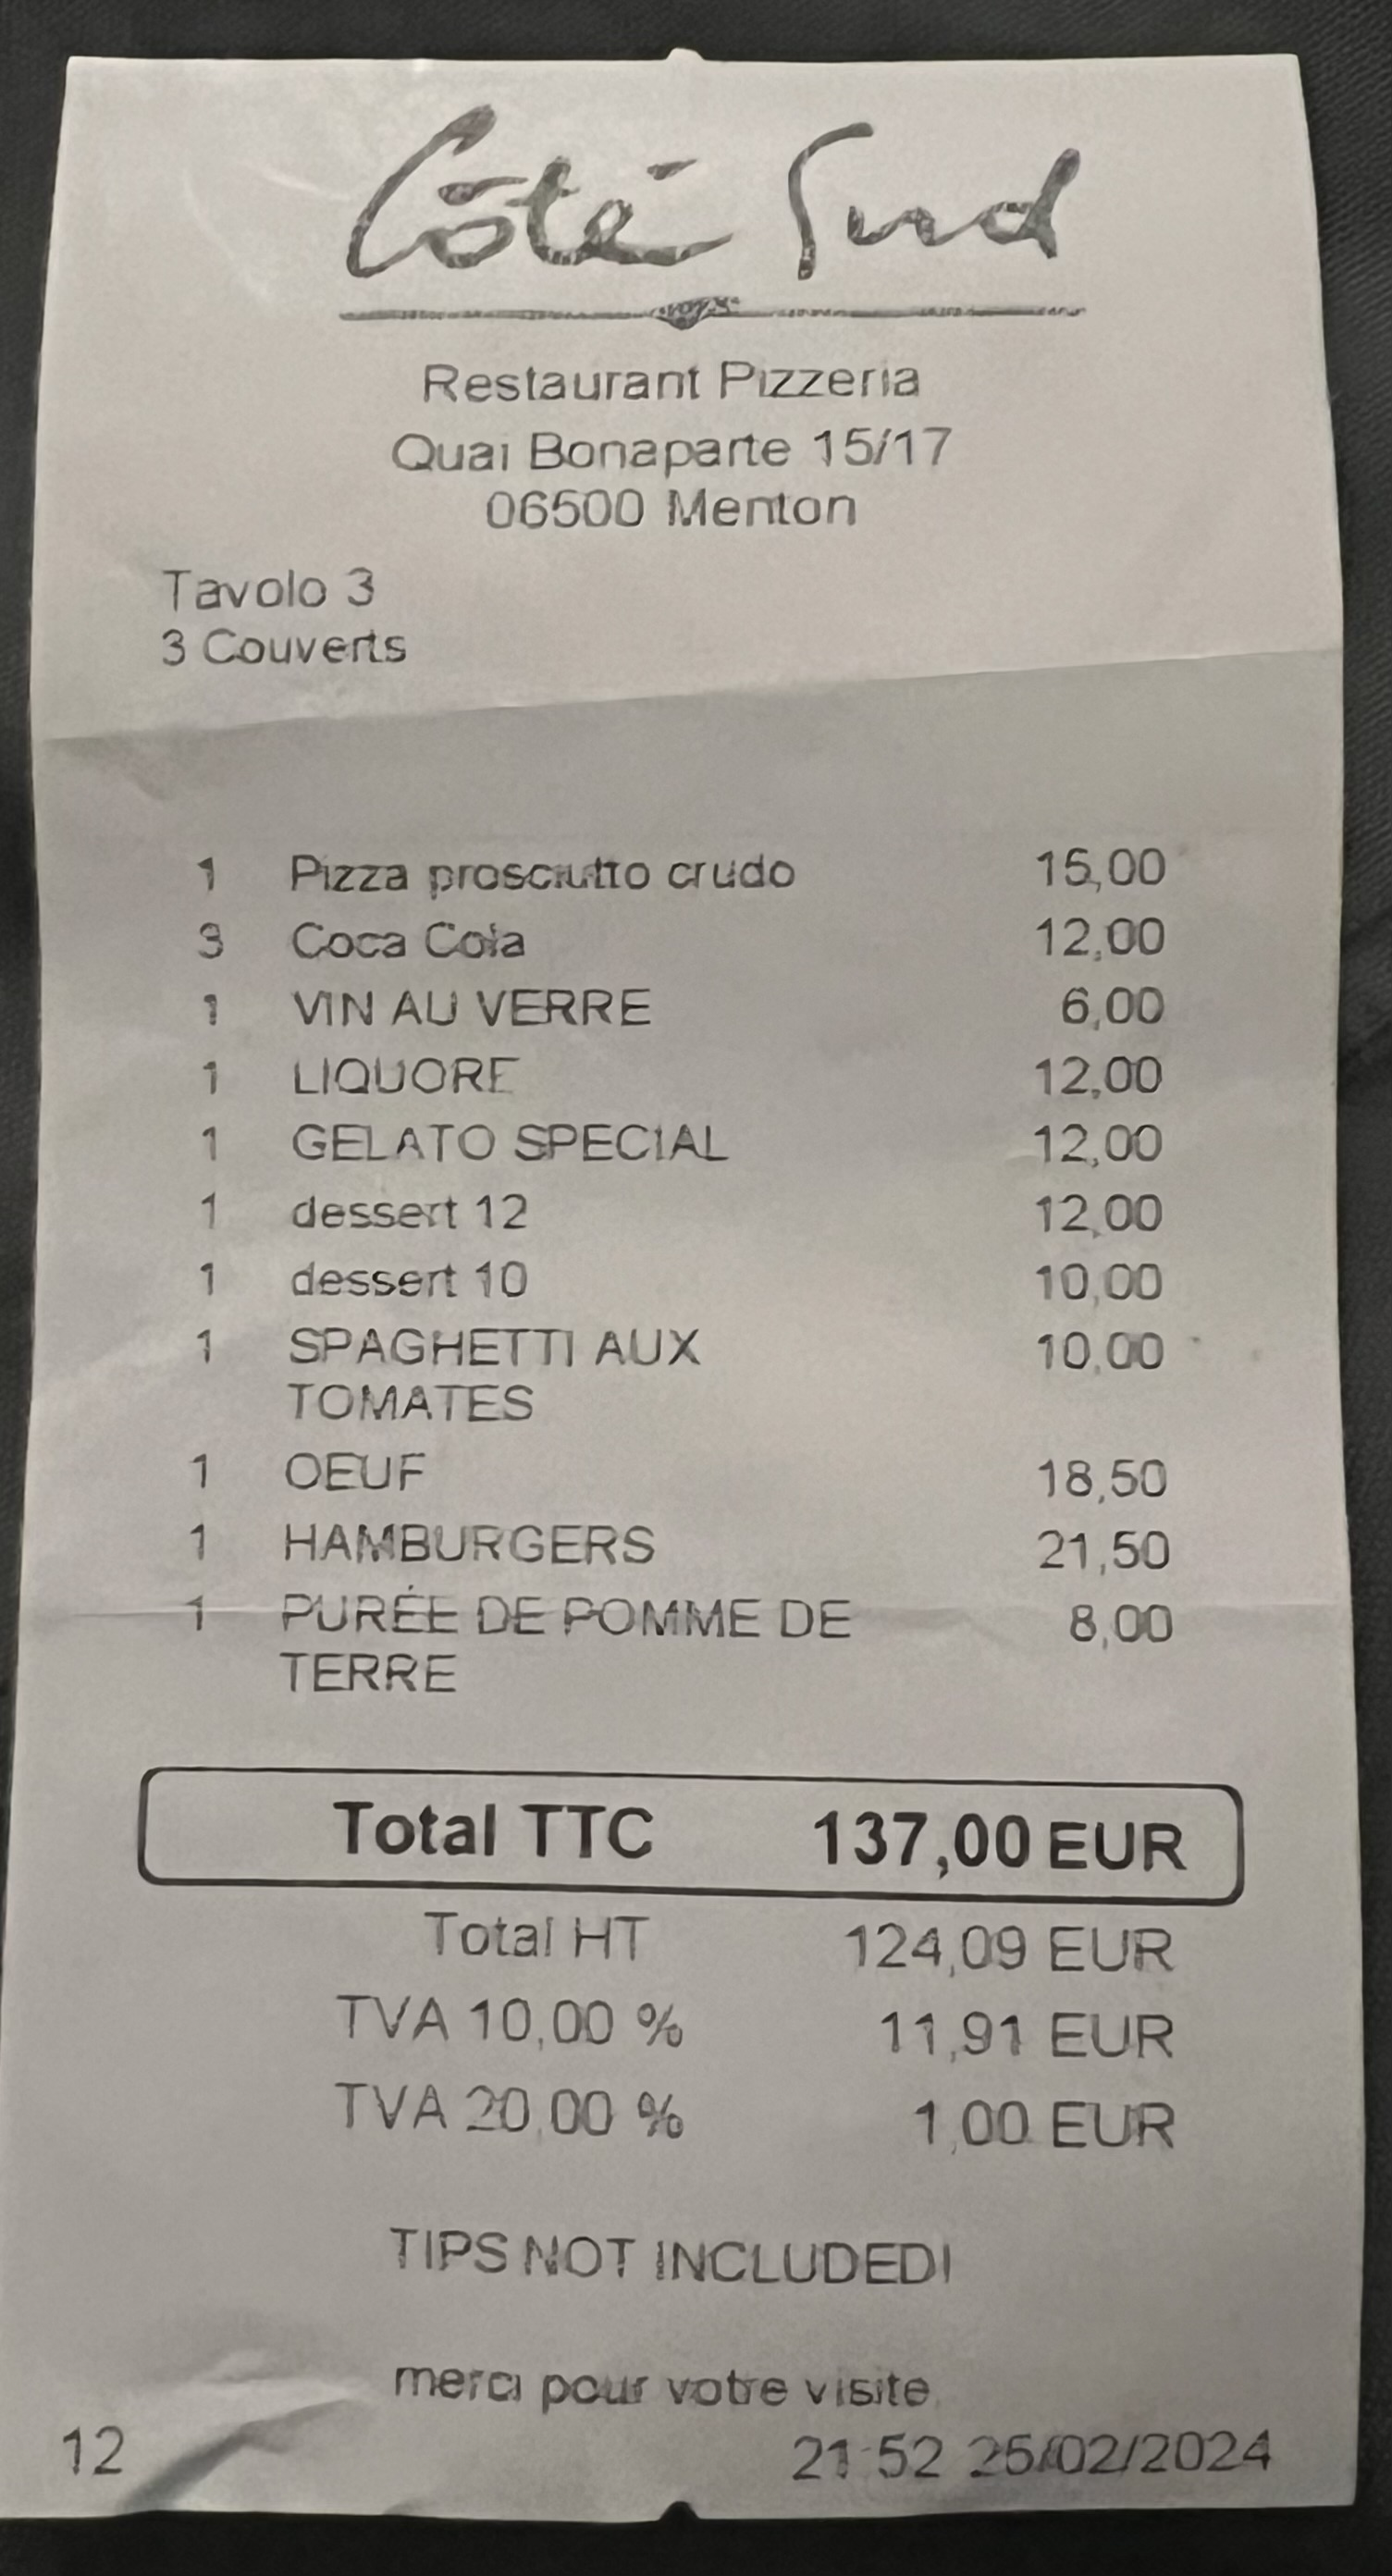 Côté Sud
Restaurant Pizzeria
Quai Bonaparte 15/17
06500 Menton
Tavolo 3
3 Couverts
1 Pizza prosciutto crudo 15,00
3 Coca Cola 12,00
1 VIN AU VERRE 6,00
1 LIQUORE 12,00
1 GELATO SPECIAL 12,00
1 dessert 12 12,00
1 dessert 10 10,00
1 SPAGHETTI AUX 10,00
TOMATES
1 OEUF 18,50
1 HAMBURGERS 21,50
1 PURÉE DE POMME DE 8,00
TERRE
Total TTC 137,00 EUR
Total HT 124,09 EUR
TVA 10,00 % 11,91 EUR
TVA 20,00 % 1,00 EUR
TIPS NOT INCLUDED!
merci pour votre visite
12 21:52 25/02/2024